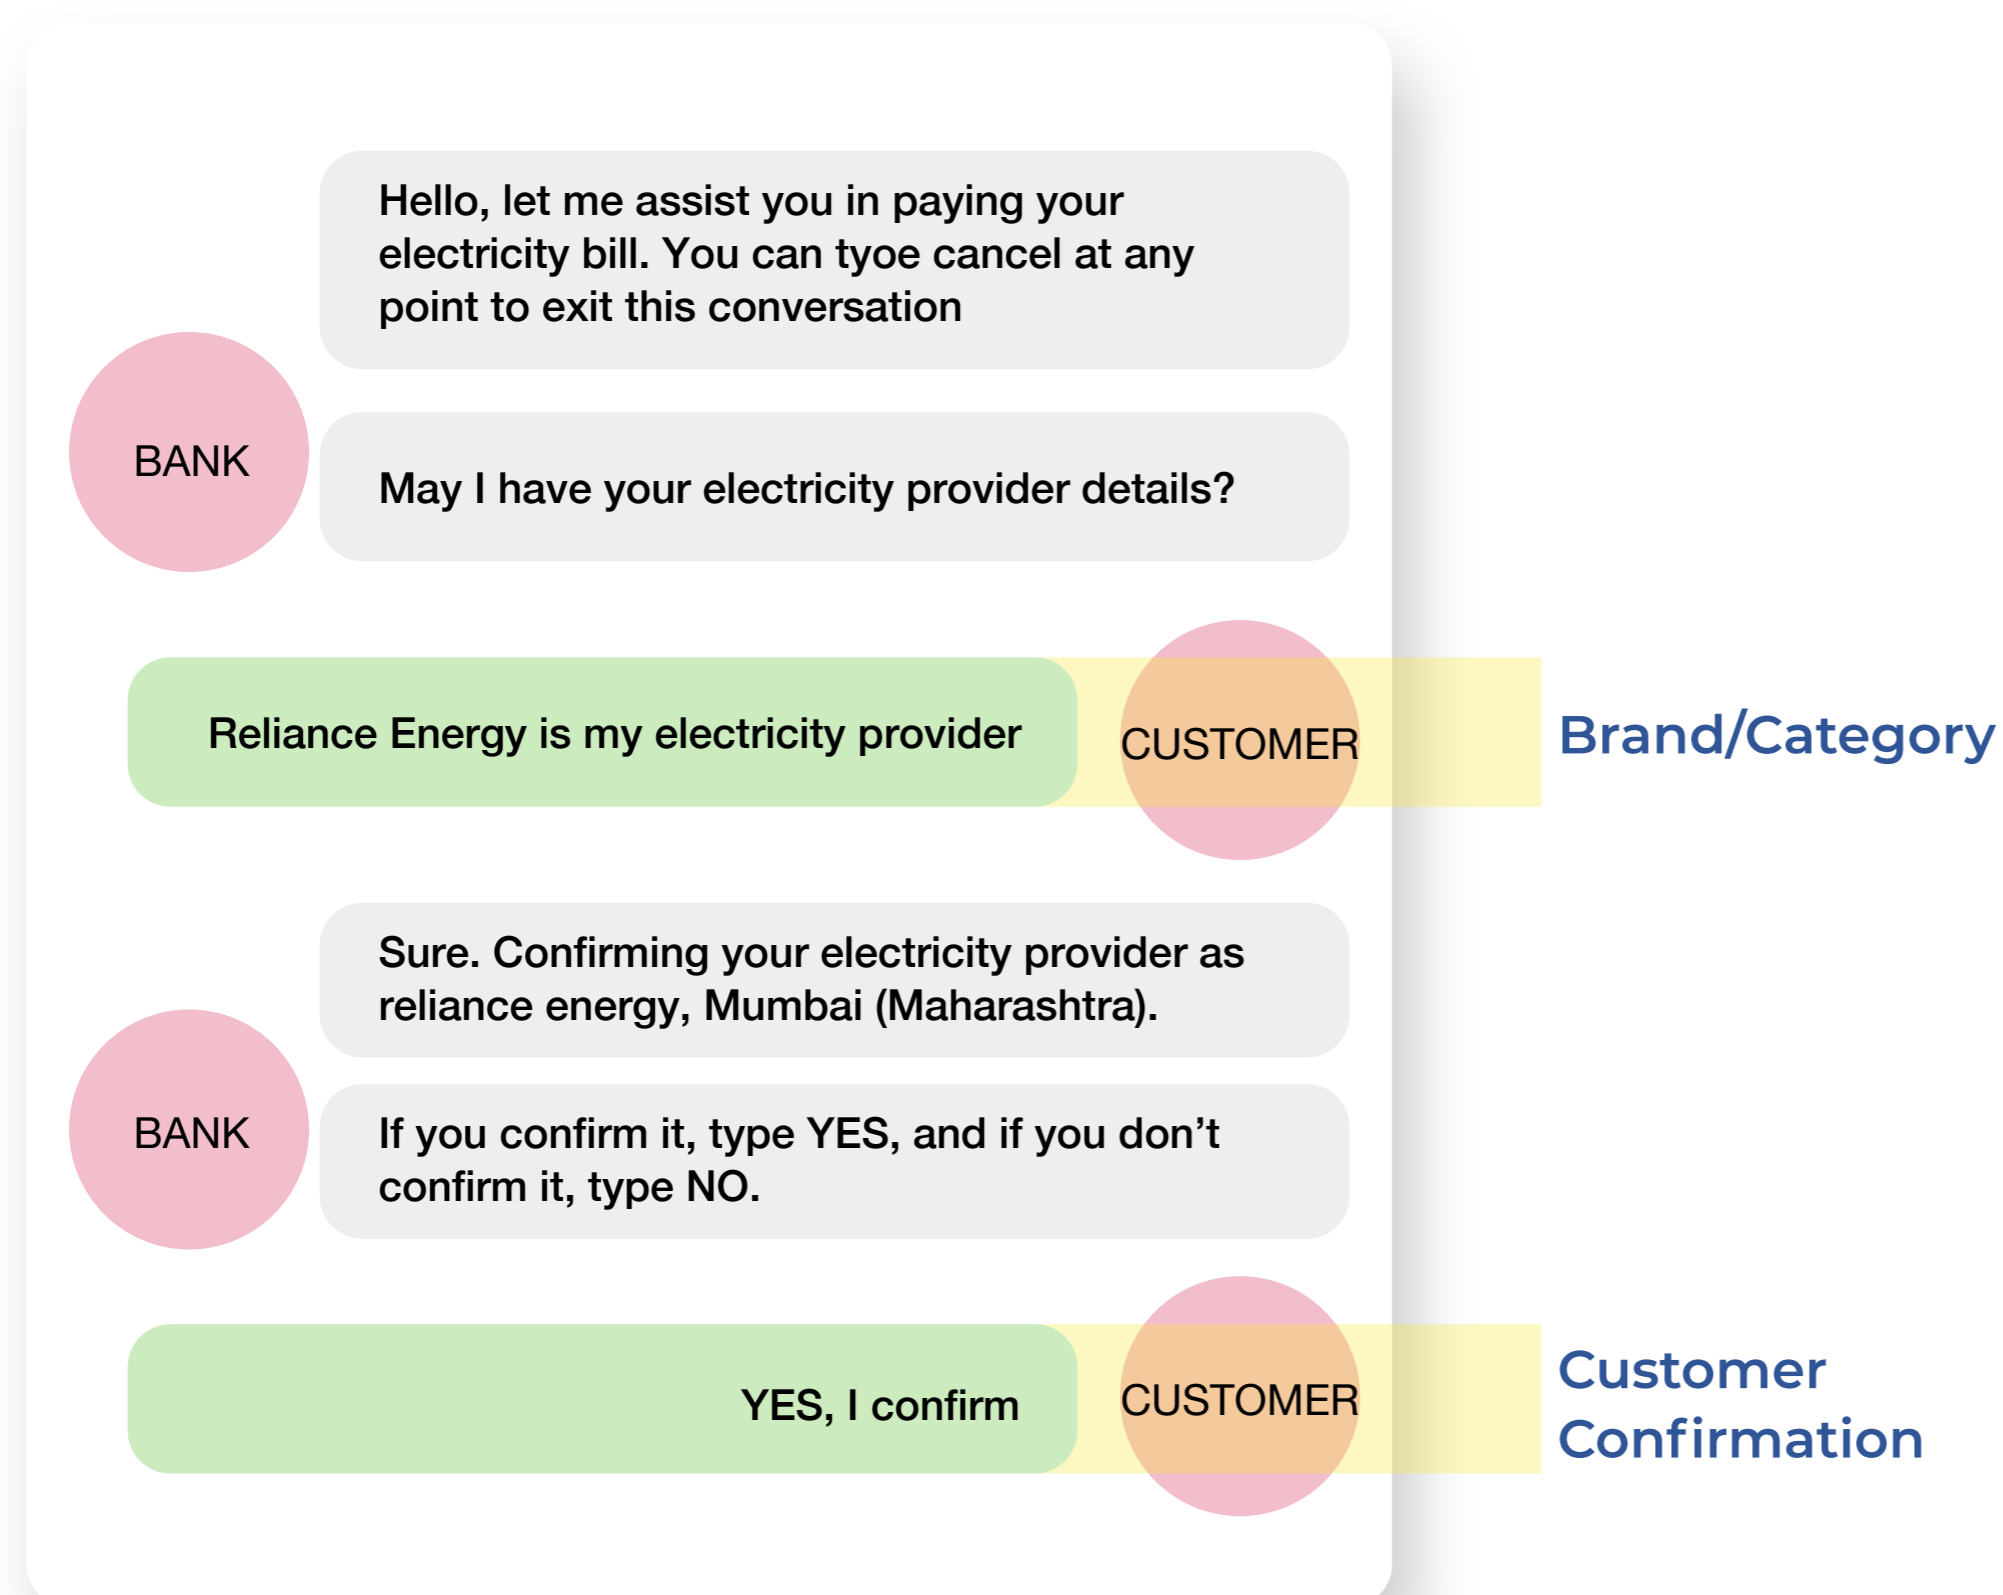 Hello, let me assist you in paying your
electricity bill. You can tyoe cancel at any
point to exit this conversation
BANK
May I have your electricity provider details?
Reliance Energy is my electricity provider
CUSTOMER
Brand/Category
Sure. Confirming your electricity provider as
reliance energy, Mumbai (Maharashtra).
BANK
If you confirm it, type YES, and if you don’t
confirm it, type NO.
YES, I confirm
CUSTOMER
Customer
Confirmation